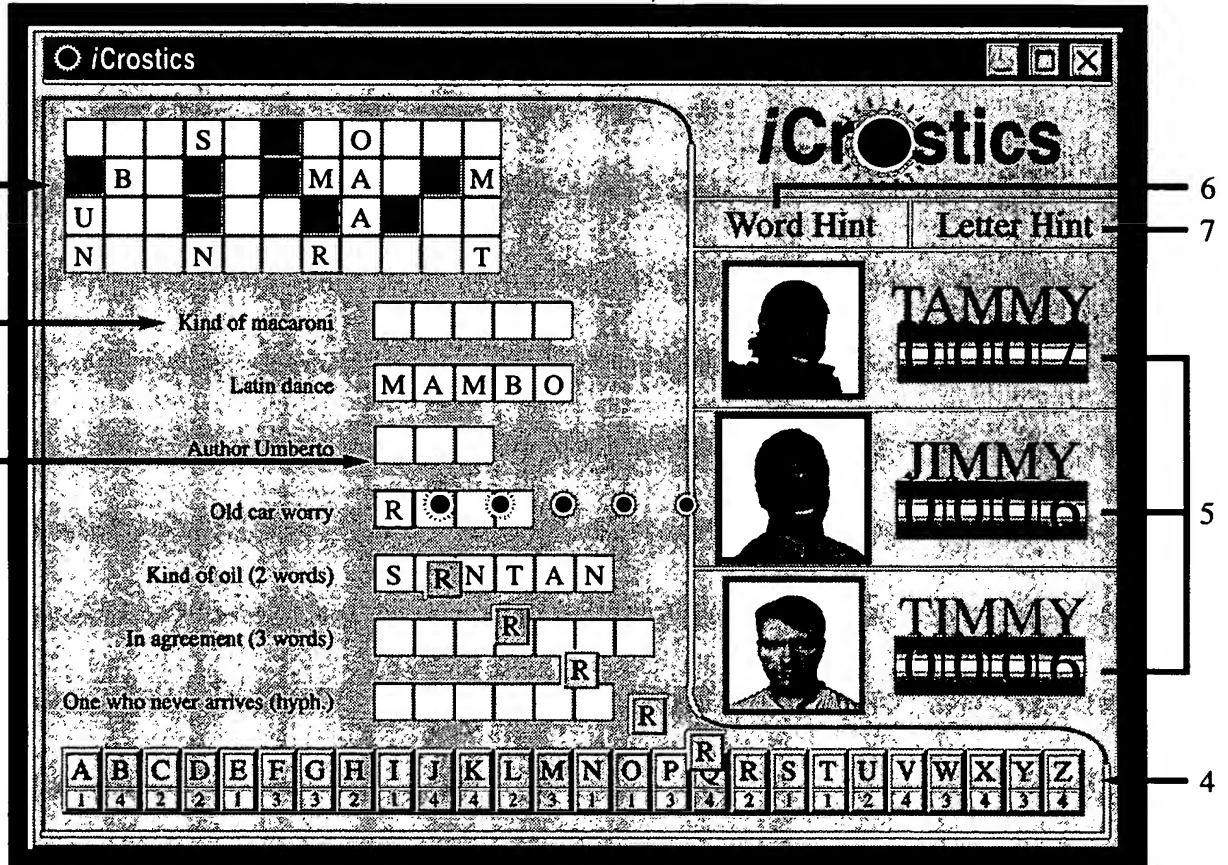 iCrostics
iCrostics
S O
B M A M
U A
N N R T
Word Hint Letter Hint
6
7
Kind of macaroni
TAMMY
00007
Latin dance
M A M B O
Author Umberto
JIMMY
00006
5
Old car worry
R
Kind of oil (2 words)
S R N T A N
In agreement (3 words)
R
TIMMY
00006
R
One who never arrives (hyph.)
R
R
A B C D E F G H I J K L M N O P Q R S T U V W X Y Z
1 4 2 2 1 3 3 2 1 4 4 2 3 1 1 3 4 2 1 1 2 4 3 4 3 4
4